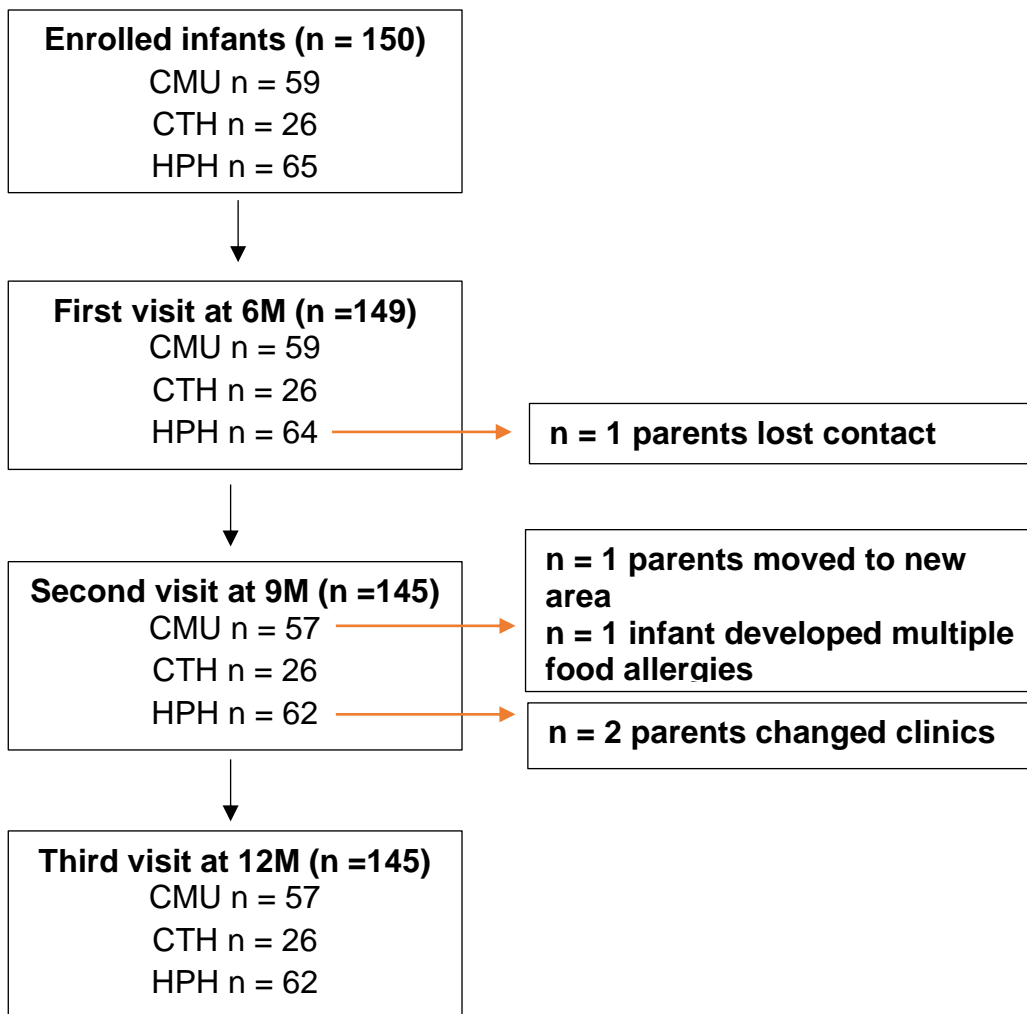 Enrolled infants (n = 150)
CMU n = 59
CTH n = 26
HPH n = 65
First visit at 6M (n =149)
CMU n = 59
CTH n = 26
HPH n = 64
n = 1 parents lost contact
Second visit at 9M (n =145)
CMU n = 57
CTH n = 26
HPH n = 62
n = 1 parents moved to new
area
n = 1 infant developed multiple
food allergies
n = 2 parents changed clinics
Third visit at 12M (n =145)
CMU n = 57
CTH n = 26
HPH n = 62